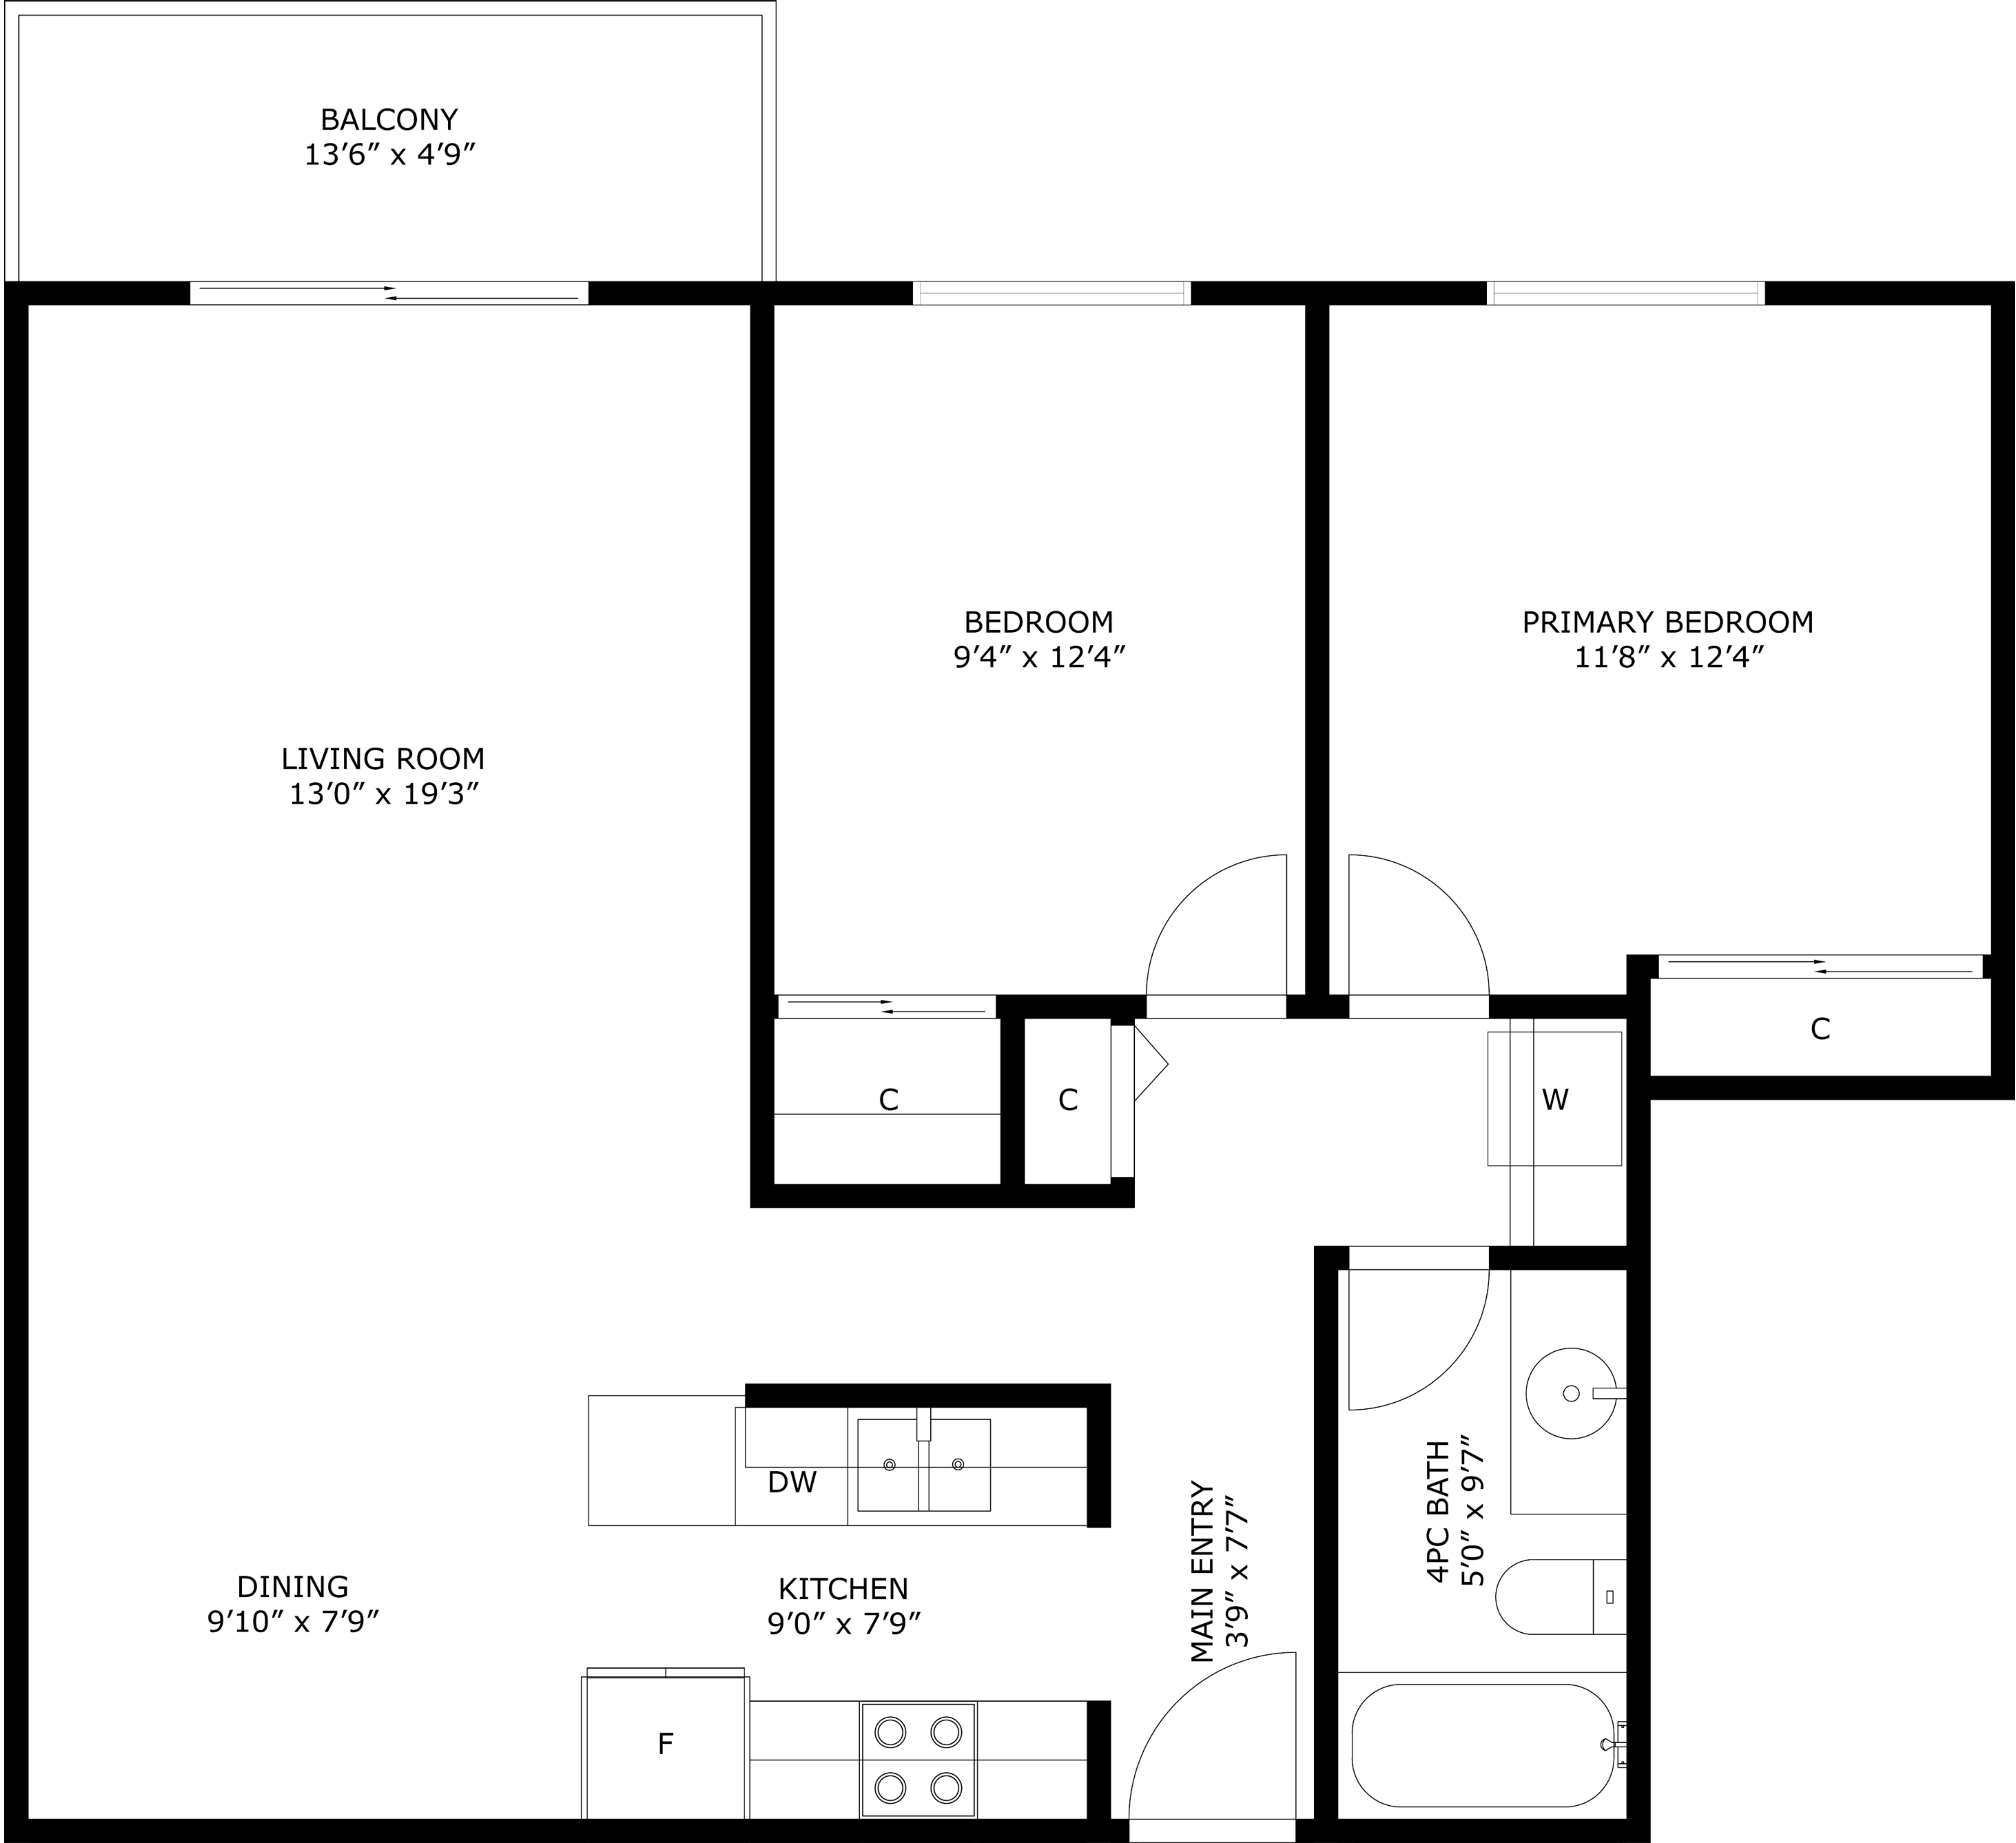 BALCONY
13’6” x 4’9”
BEDROOM
9’4” x 12’4”
PRIMARY BEDROOM
11’8” x 12’4”
LIVING ROOM
13’0” x 19’3”
C
C
C
W
DW
DINING
9’10” x 7’9”
KITCHEN
9’0” x 7’9”
MAIN ENTRY
3’9” x 7’7”
4PC BATH
5’0” x 9’7”
F